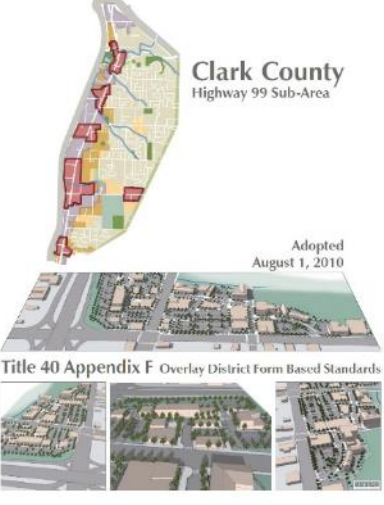 Clark County
Highway 99 Sub-Area
Adopted
August 1, 2010
Title 40 Appendix F Overlay District Form Based Standards